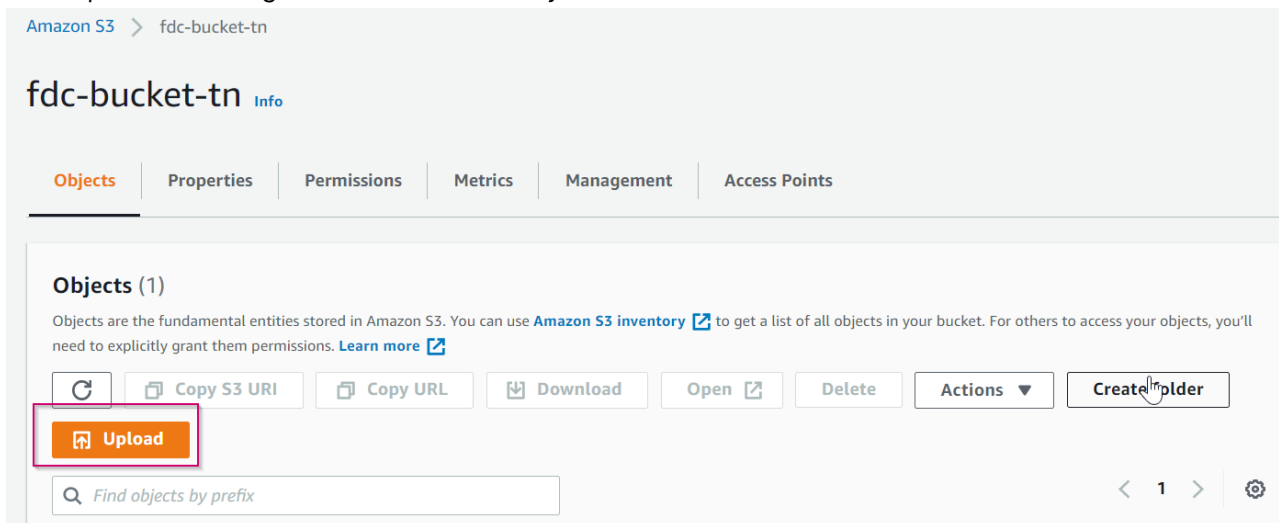 Amazon S3 > fdc-bucket-tn
fdc-bucket-tn Info
Objects Properties Permissions Metrics Management Access Points
Objects (1)
Objects are the fundamental entities stored in Amazon S3. You can use Amazon S3 inventory to get a list of all objects in your bucket. For others to access your objects, you'll
need to explicitly grant them permissions. Learn more
Copy S3 URI Copy URL Download Open Delete Actions Create folder
Upload
Find objects by prefix < 1 >